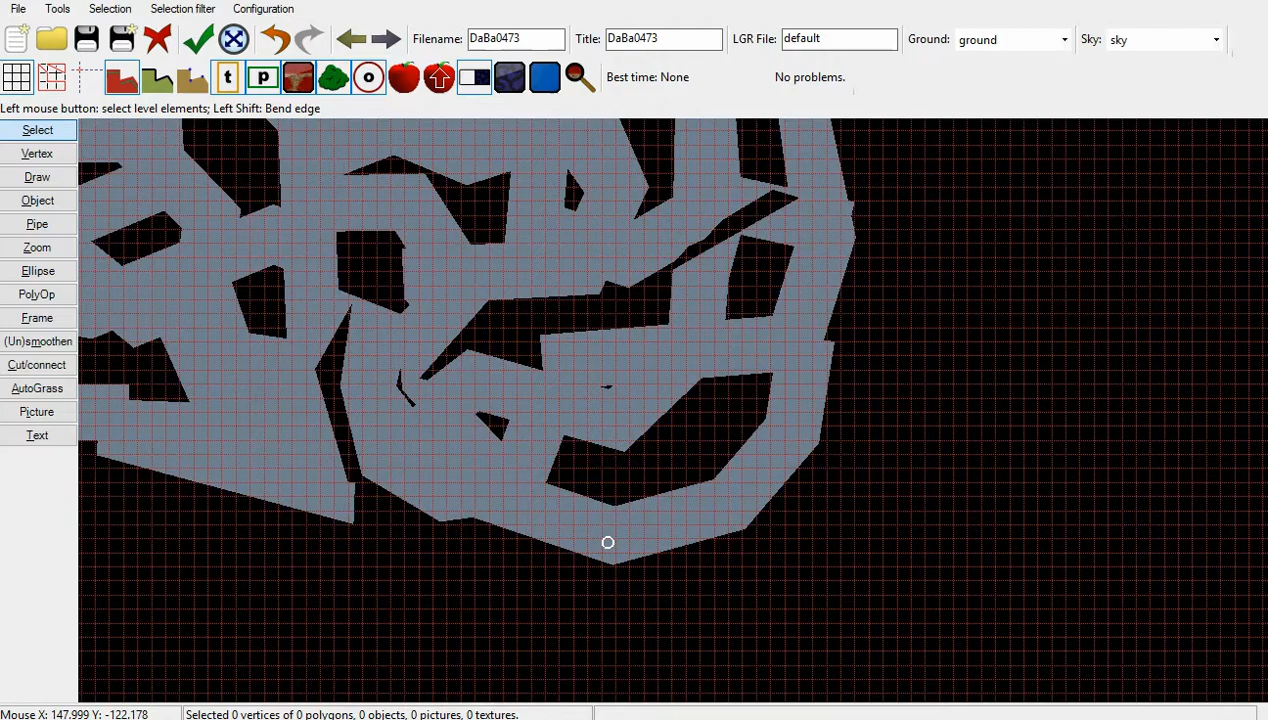 File Tools Selection Selection filter Configuration
Filename: DaBa0473 Title: DaBa0473 LGR File: default Ground: ground Sky: sky
t p o Best time: None No problems.
Left mouse button: select level elements; Left Shift: Bend edge
Select
Vertex
Draw
Object
Pipe
Zoom
Ellipse
PolyOp
Frame
(Un)smoothen
Cut/connect
AutoGrass
Picture
Text
Mouse X: 147.999 Y: -122.178 Selected 0 vertices of 0 polygons, 0 objects, 0 pictures, 0 textures.